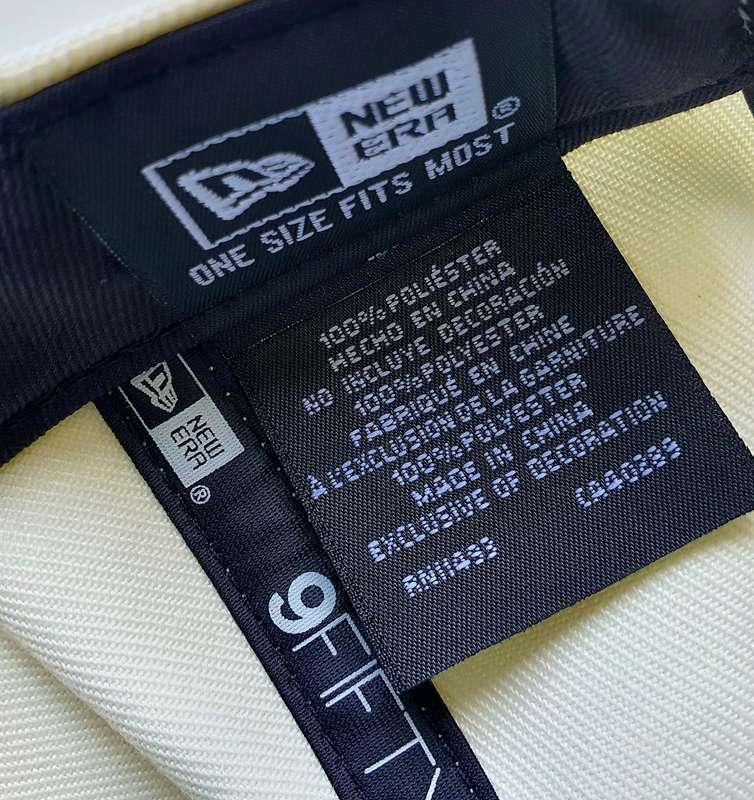 NEW
ERA®
ONE SIZE FITS MOST
100% POLIÉSTER
HECHO EN CHINA
NO INCLUYE DECORACIÓN
100% POLYESTER
FABRIQUÉ EN CHINE
À L'EXCLUSION DE LA GARNITURE
100% POLYESTER
MADE IN CHINA
EXCLUSIVE OF DECORATION
CA40289
RN11493
NEW
ERA®
9FIFTY